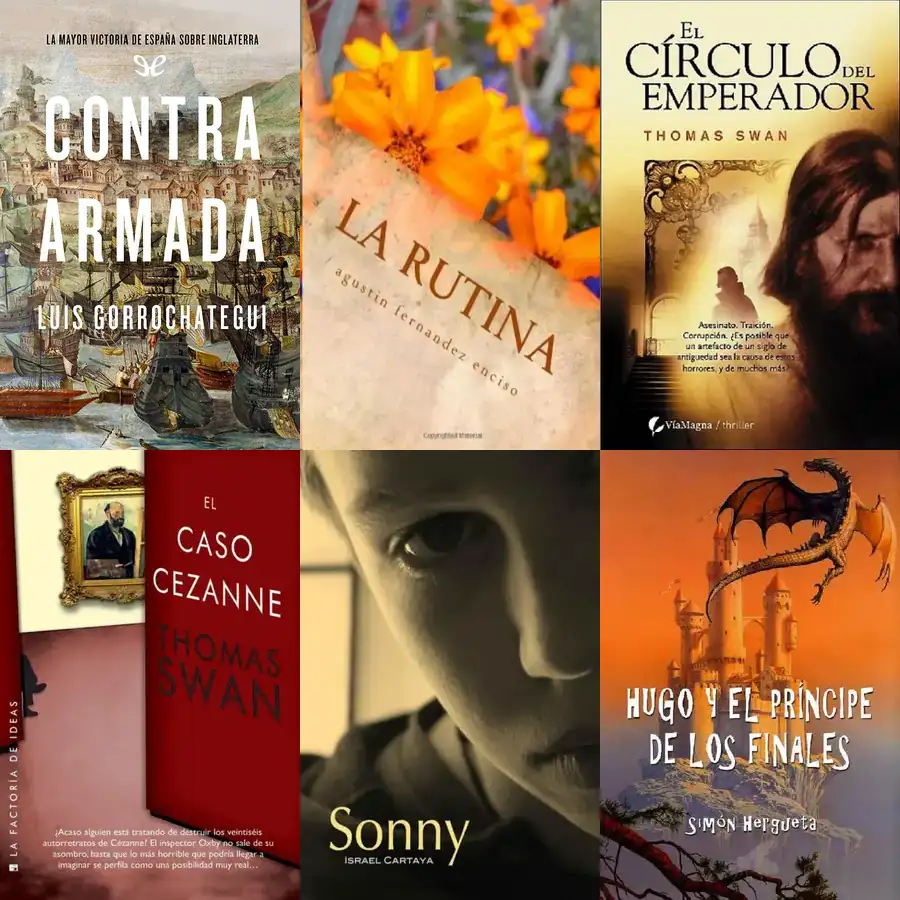 LA MAYOR VICTORIA DE ESPAÑA SOBRE INGLATERRA
CONTRA
ARMADA
LUIS GORROCHATEGUI
LA RUTINA
agustin fernandez enciso
Copyrighted Material
EL
CÍRCULO DEL
EMPERADOR
THOMAS SWAN
Asesinato. Traición.
Corrupción. ¿Es posible que
un artefacto de un siglo de
antigüedad sea la causa de estos
horrores, y de muchos más?
VíaMagna / thriller
EL
CASO
CEZANNE
THOMAS
SWAN
LA FACTORÍA DE IDEAS
¿Acaso alguien está tratando de destruir los veintiséis
autorretratos de Cézanne? El inspector Oxby no sale de su
asombro, hasta que lo más horrible que podría llegar a
imaginar se perfila como una posibilidad muy real...
Sonny
ISRAEL CARTAYA
HUGO Y EL PRÍNCIPE
DE LOS FINALES
SIMÓN HERGUETA